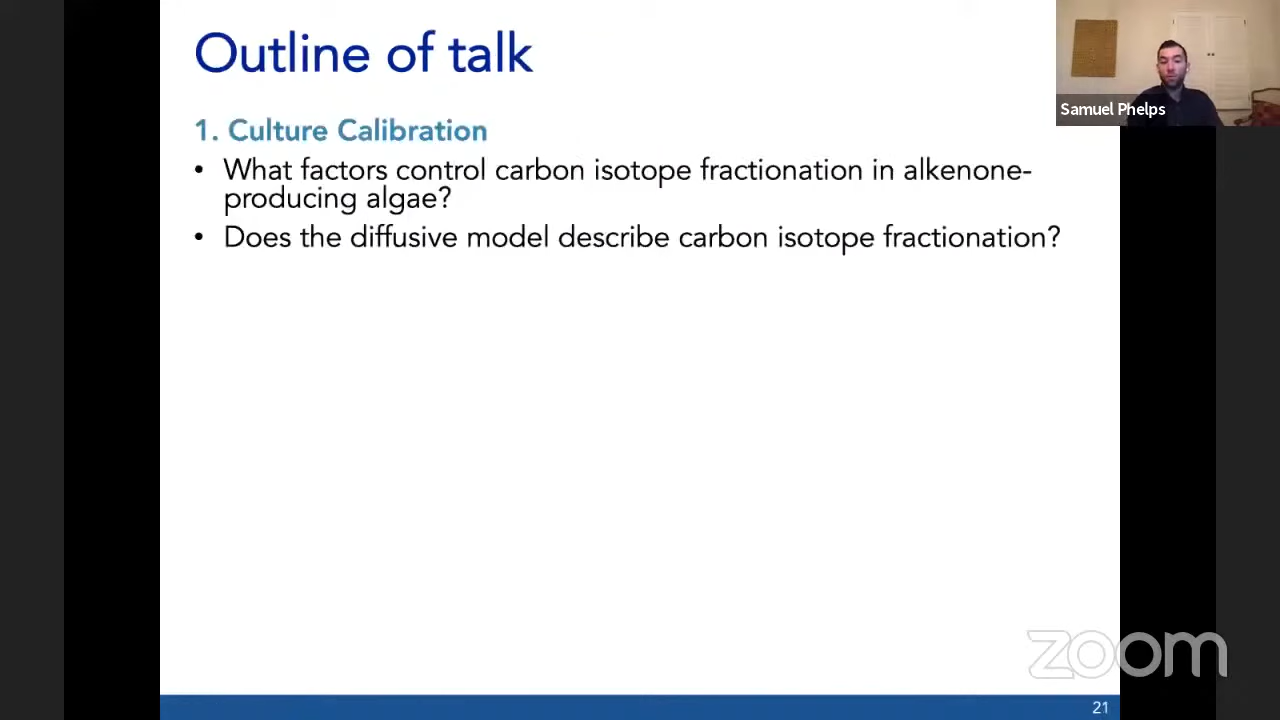 Outline of talk
Samuel Phelps
1. Culture Calibration
• What factors control carbon isotope fractionation in alkenone-
producing algae?
• Does the diffusive model describe carbon isotope fractionation?
zoom
21